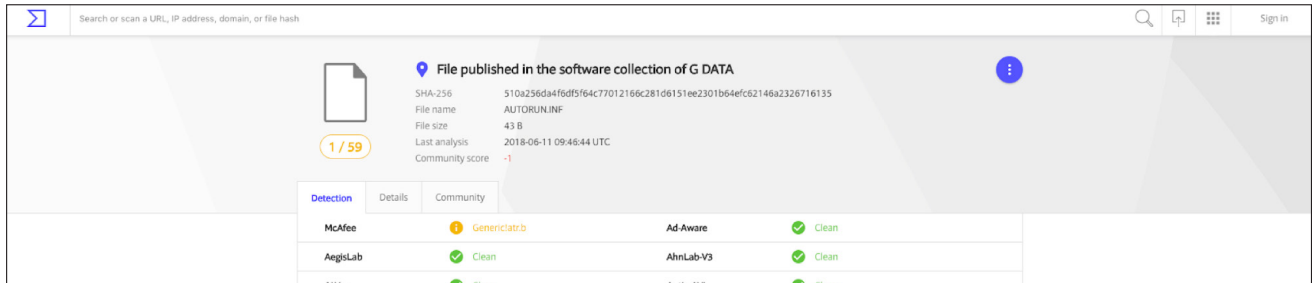 Search or scan a URL, IP address, domain, or file hash
Sign in
File published in the software collection of G DATA
SHA-256 510a256da4f6df5f64c77012166c281d6151ee2301b64efc62146a2326716135
File name AUTORUN.INF
File size 43 B
Last analysis 2018-06-11 09:46:44 UTC
Community score -1
1 / 59
Detection Details Community
McAfee Genericlatr.b Ad-Aware Clean
AegisLab Clean AhnLab-V3 Clean